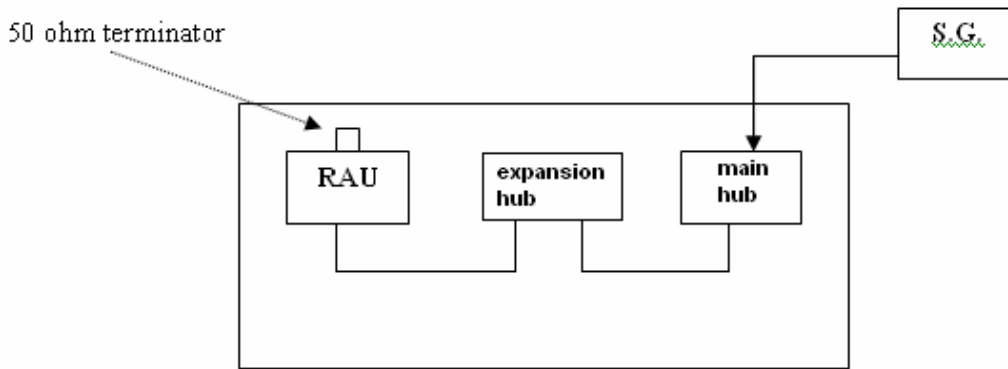 50 ohm terminator
S.G.
RAU
expansion
hub
main
hub